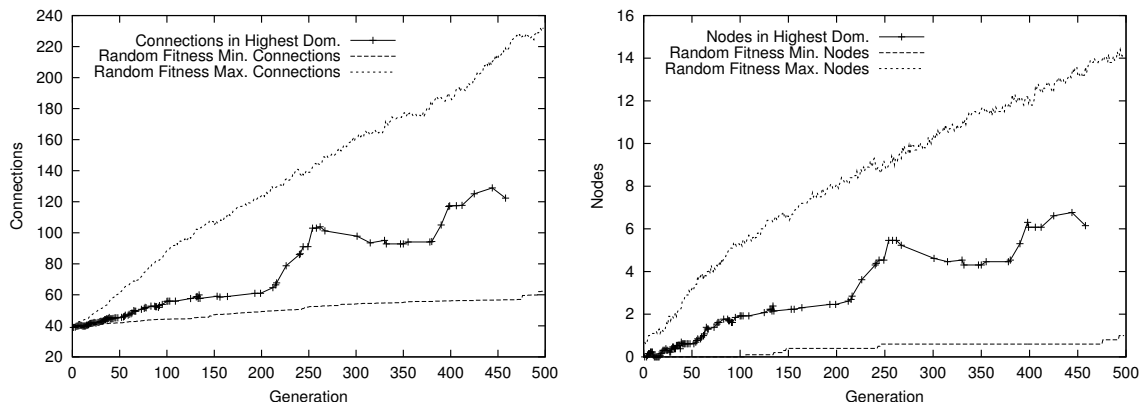 240
220
200
180
160
140
120
100
80
60
40
20
Connections
0 50 100 150 200 250 300 350 400 450 500
Generation
Connections in Highest Dom.
Random Fitness Min. Connections
Random Fitness Max. Connections
16
14
12
10
8
6
4
2
0
Nodes
0 50 100 150 200 250 300 350 400 450 500
Generation
Nodes in Highest Dom.
Random Fitness Min. Nodes
Random Fitness Max. Nodes